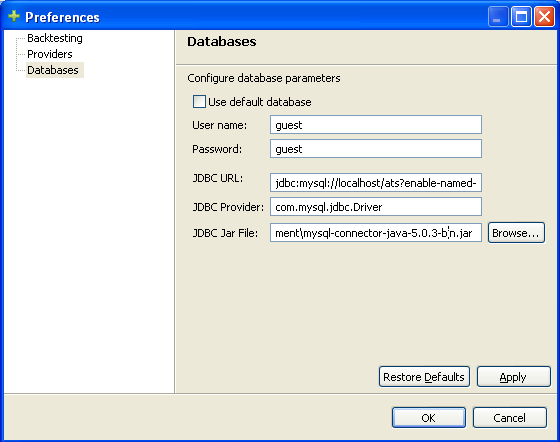 Preferences
Backtesting
Providers
Databases
Databases
Configure database parameters
Use default database
User name: guest
Password: guest
JDBC URL: jdbc:mysql://localhost/ats?enable-named-
JDBC Provider: com.mysql.jdbc.Driver
JDBC Jar File: ment\mysql-connector-java-5.0.3-bin.jar Browse...
Restore Defaults Apply
OK Cancel